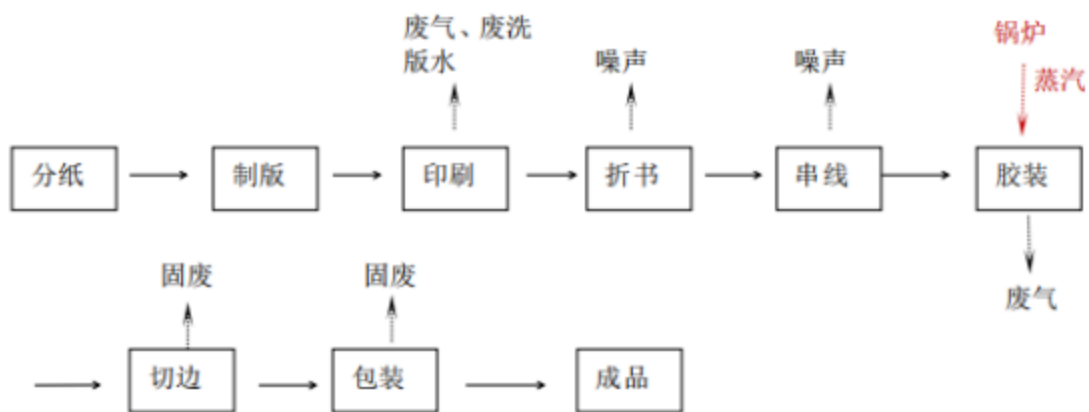 废气、废洗
版水
噪声
噪声
锅炉
蒸汽
分纸
制版
印刷
折书
串线
胶装
废气
固废
固废
切边
包装
成品